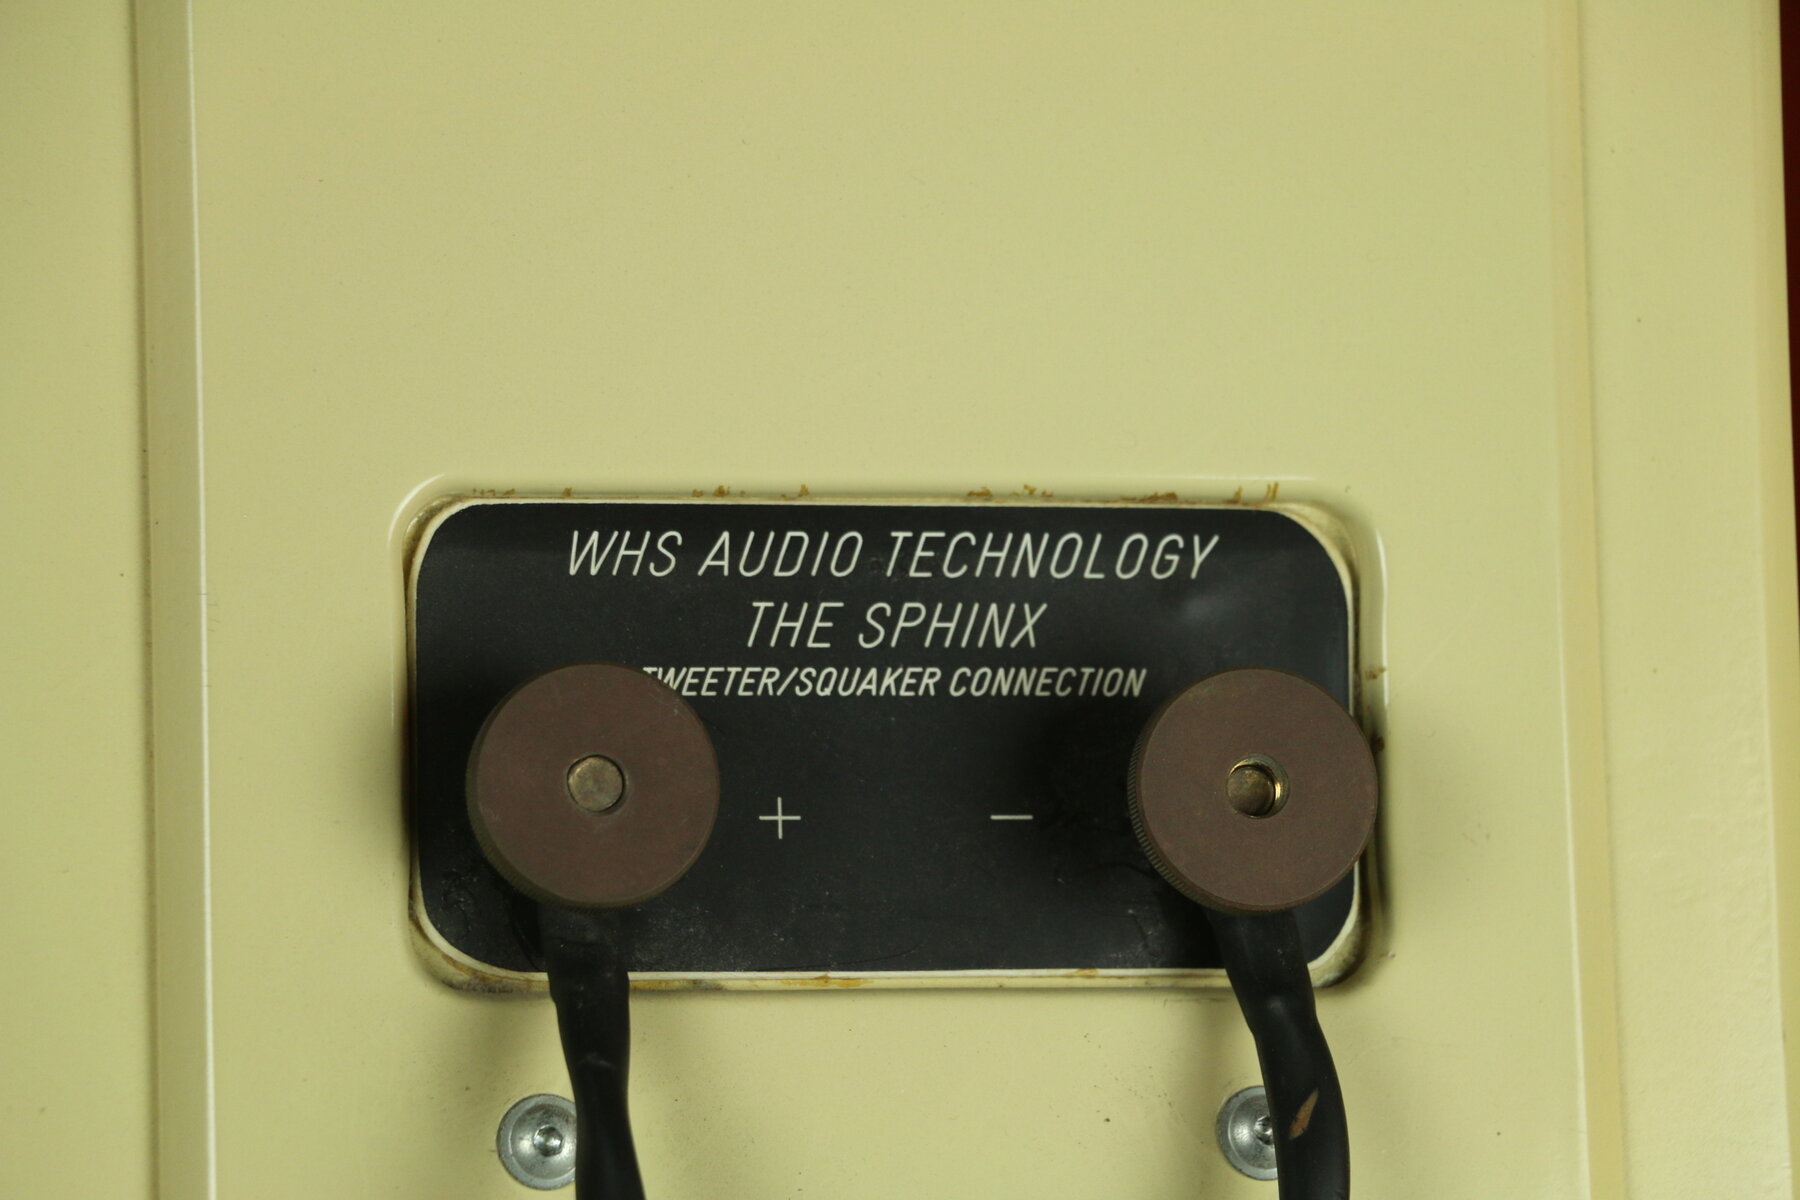 WHS AUDIO TECHNOLOGY
THE SPHINX
TWEETER/SQUAKER CONNECTION
+ −